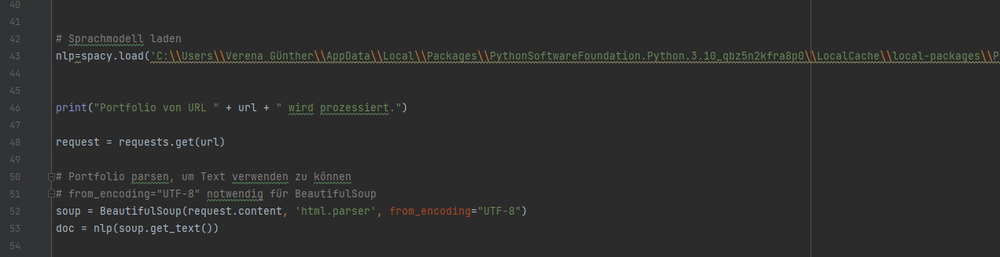 40
41
42 # Sprachmodell laden
43 nlp=spacy.load('C:\\Users\\Verena Günther\\AppData\\Local\\Packages\\PythonSoftwareFoundation.Python.3.10_qbz5n2kfra8p0\\LocalCache\\local-packages\\P
44
45
46 print("Portfolio von URL " + url + " wird prozessiert.")
47
48 request = requests.get(url)
49
50 # Portfolio parsen, um Text verwenden zu können
51 # from_encoding="UTF-8" notwendig für BeautifulSoup
52 soup = BeautifulSoup(request.content, 'html.parser', from_encoding="UTF-8")
53 doc = nlp(soup.get_text())
54